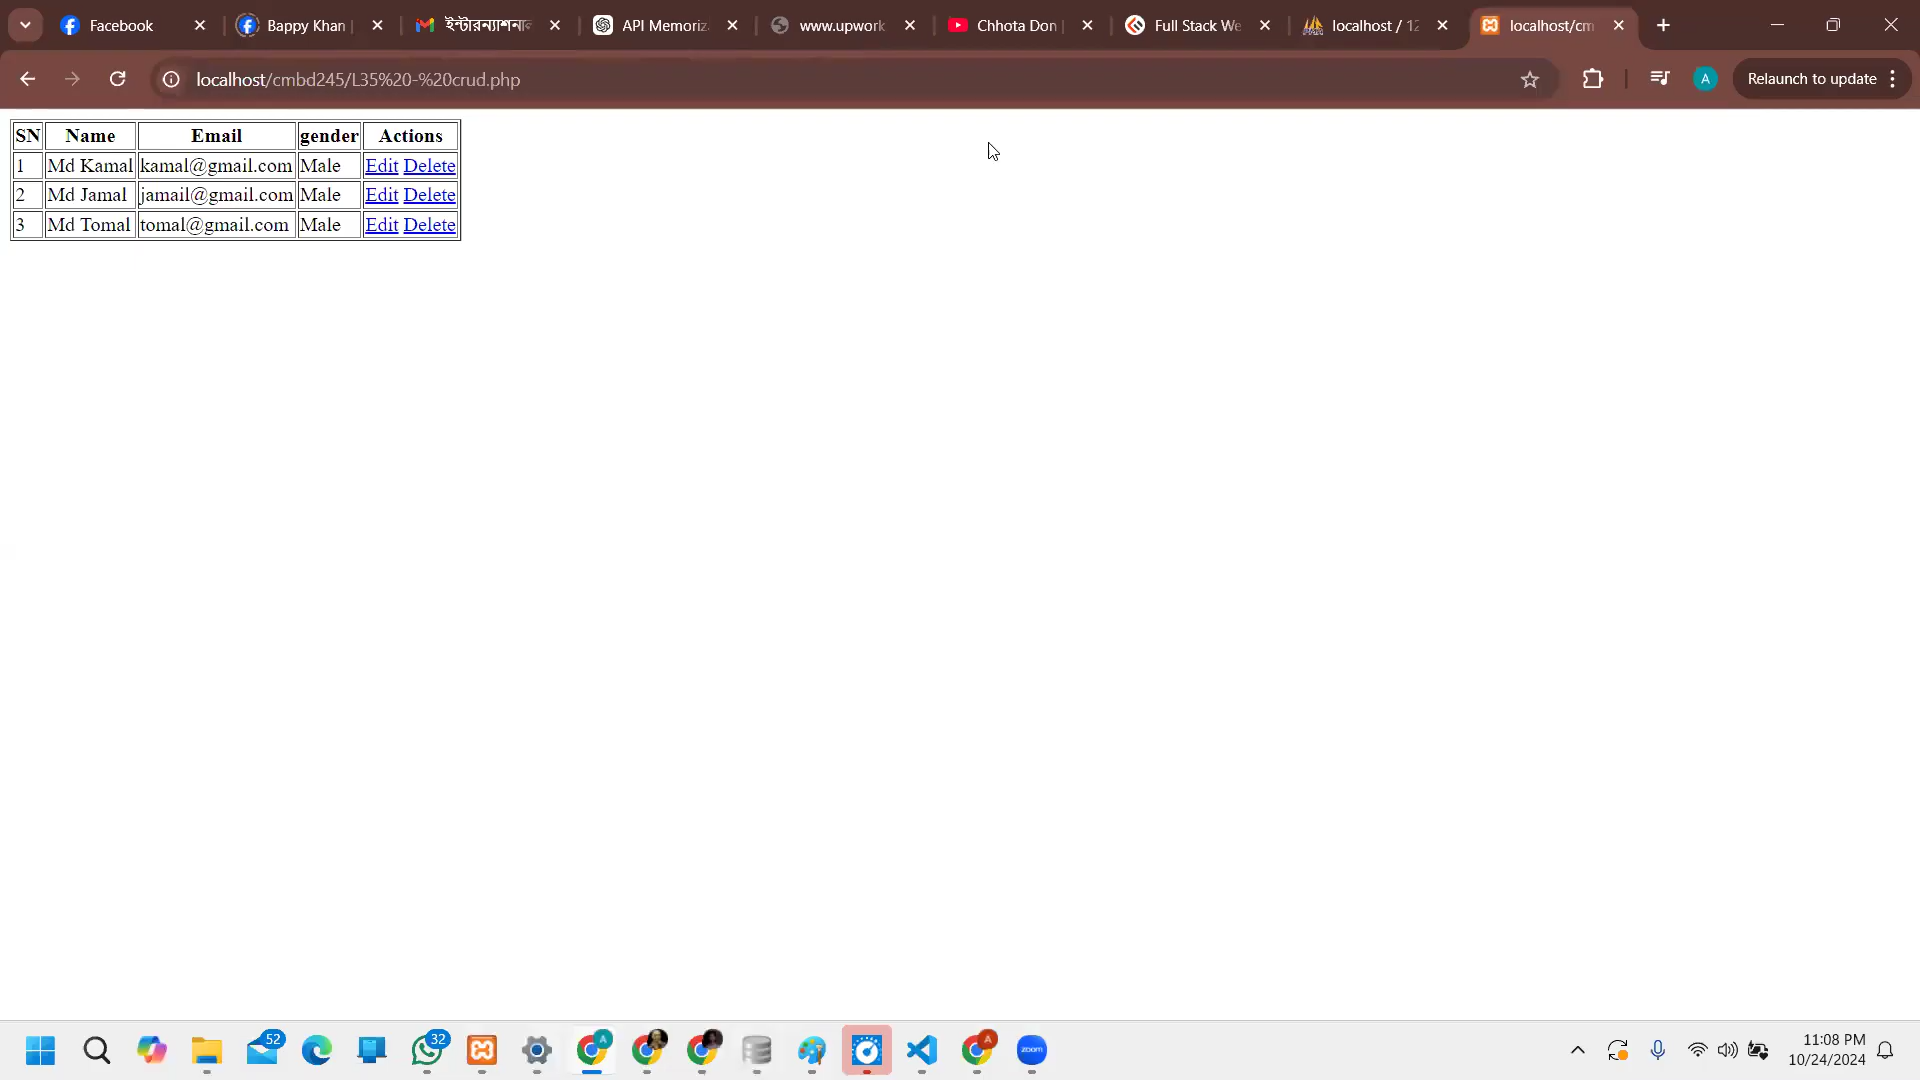 Facebook
Bappy Khan |
ইন্টারন্যাশনাল
API Memoriz
www.upwork
Chhota Don |
Full Stack We
localhost / 12
localhost/cm
localhost/cmbd245/L35%20-%20crud.php
A
Relaunch to update
SN Name Email gender Actions
1 Md Kamal kamal@gmail.com Male Edit Delete
2 Md Jamal jamail@gmail.com Male Edit Delete
3 Md Tomal tomal@gmail.com Male Edit Delete
52
32
A
A
zoom
11:08 PM
10/24/2024